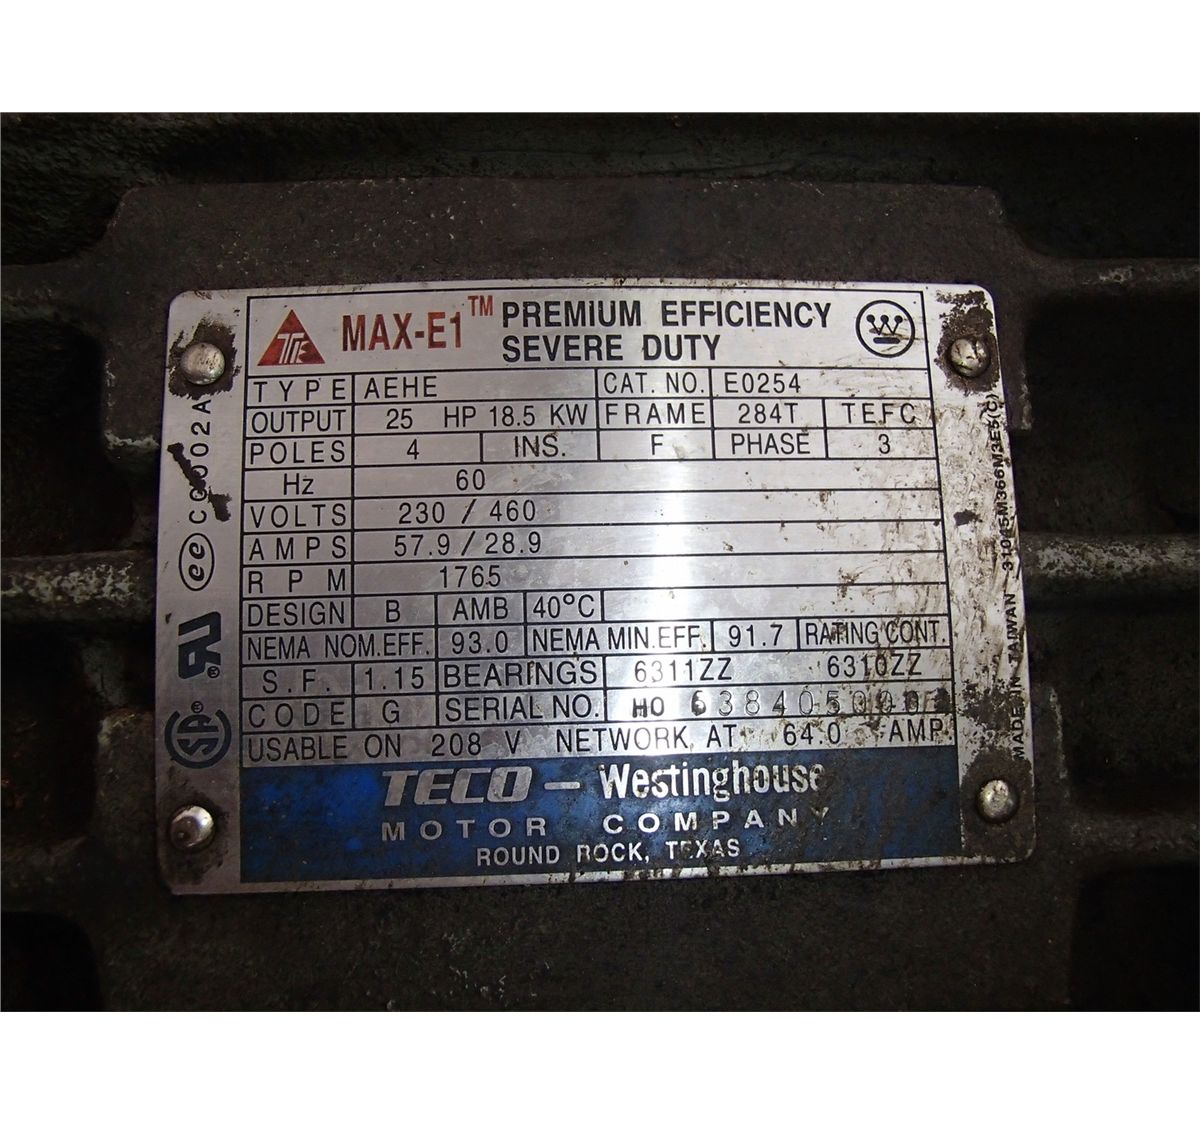 MAX-E1™ PREMIUM EFFICIENCY
SEVERE DUTY
TYPE AEHE CAT. NO. E0254
OUTPUT 25 HP 18.5 KW FRAME 284T TEFC
POLES 4 INS. F PHASE 3
Hz 60
VOLTS 230 / 460
AMPS 57.9 / 28.9
RPM 1765
DESIGN B AMB 40°C
NEMA NOM.EFF. 93.0 NEMA MIN.EFF. 91.7 RATING CONT.
S.F. 1.15 BEARINGS 6311ZZ 6310ZZ
CODE G SERIAL NO. HO
USABLE ON 208 V NETWORK AT 64.0 AMP
TECO – Westinghouse
MOTOR COMPANY
ROUND ROCK, TEXAS
ee CC002A
MADE IN TAIWAN